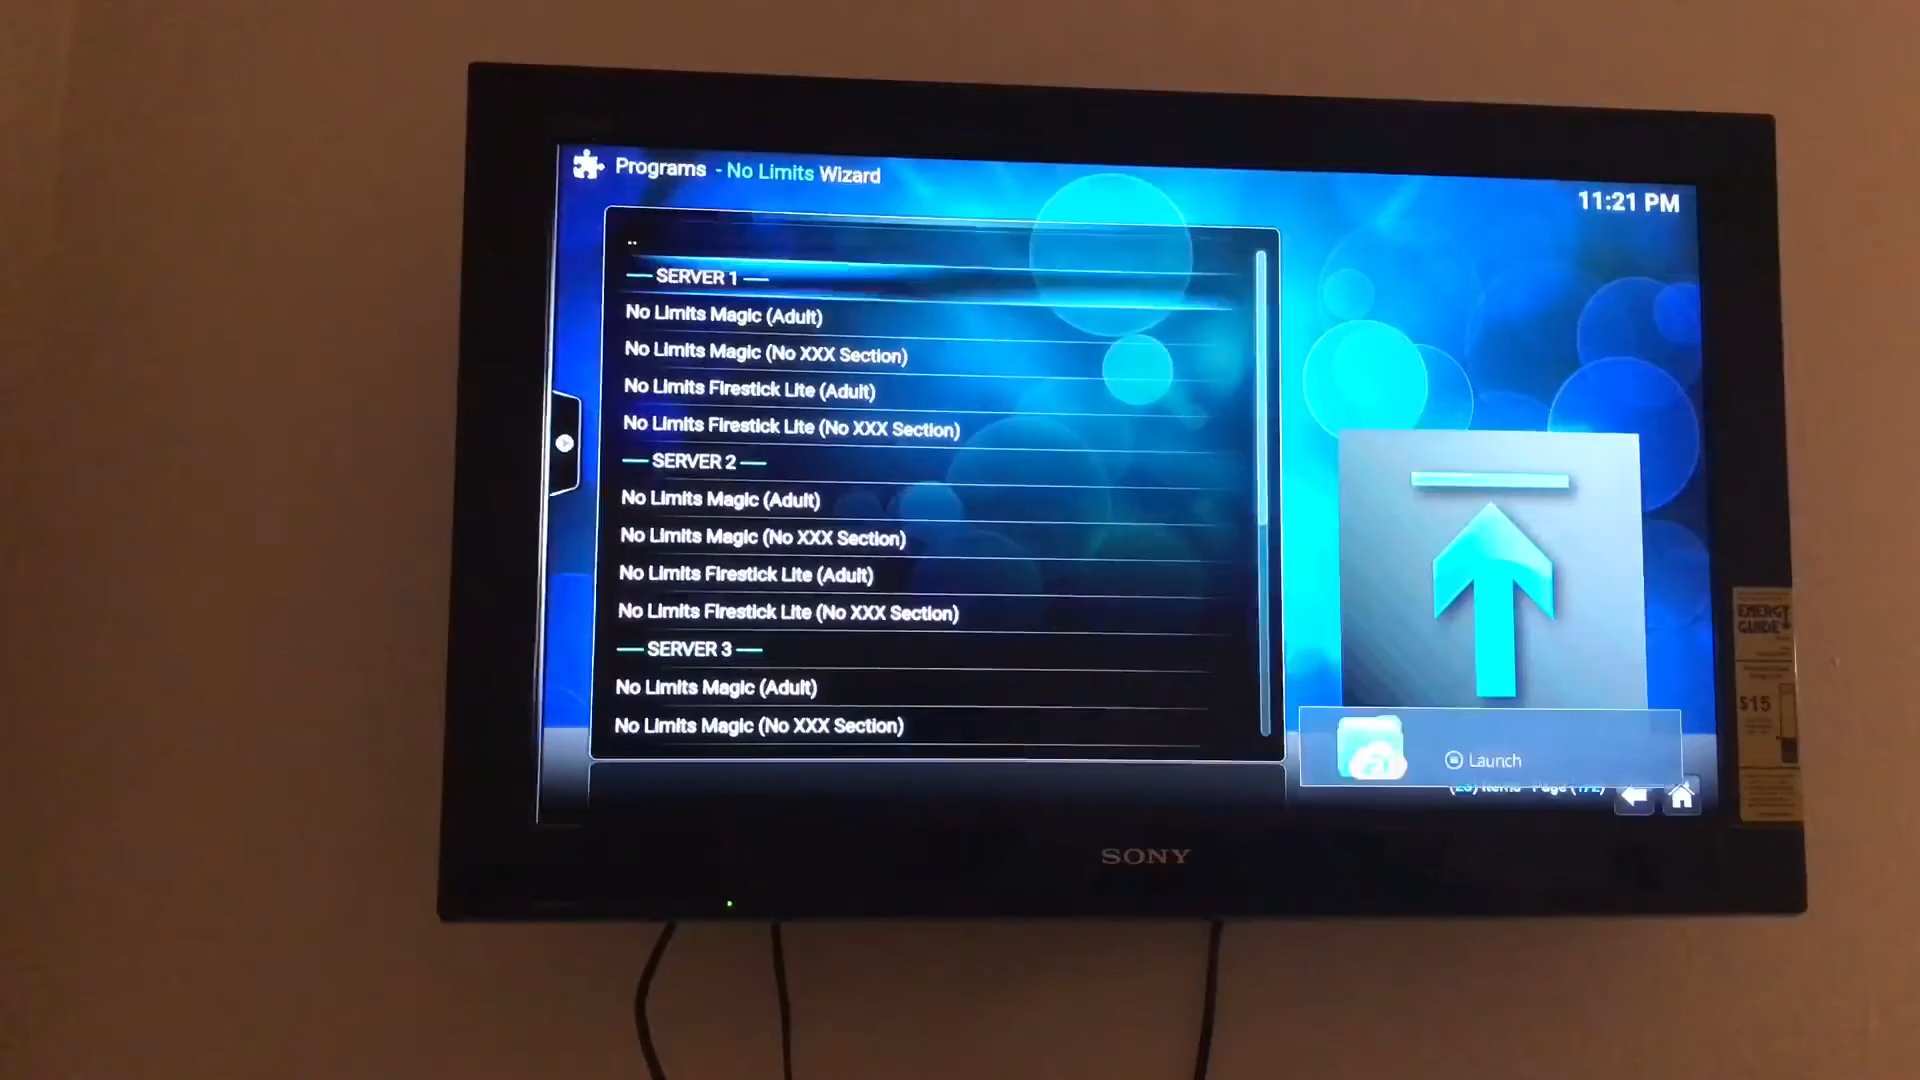 Programs - No Limits Wizard
11:21 PM
..
SERVER 1
No Limits Magic (Adult)
No Limits Magic (No XXX Section)
No Limits Firestick Lite (Adult)
No Limits Firestick Lite (No XXX Section)
SERVER 2
No Limits Magic (Adult)
No Limits Magic (No XXX Section)
No Limits Firestick Lite (Adult)
No Limits Firestick Lite (No XXX Section)
SERVER 3
No Limits Magic (Adult)
No Limits Magic (No XXX Section)
Launch
Items - Page
ENERGY
GUIDE
$15
SONY